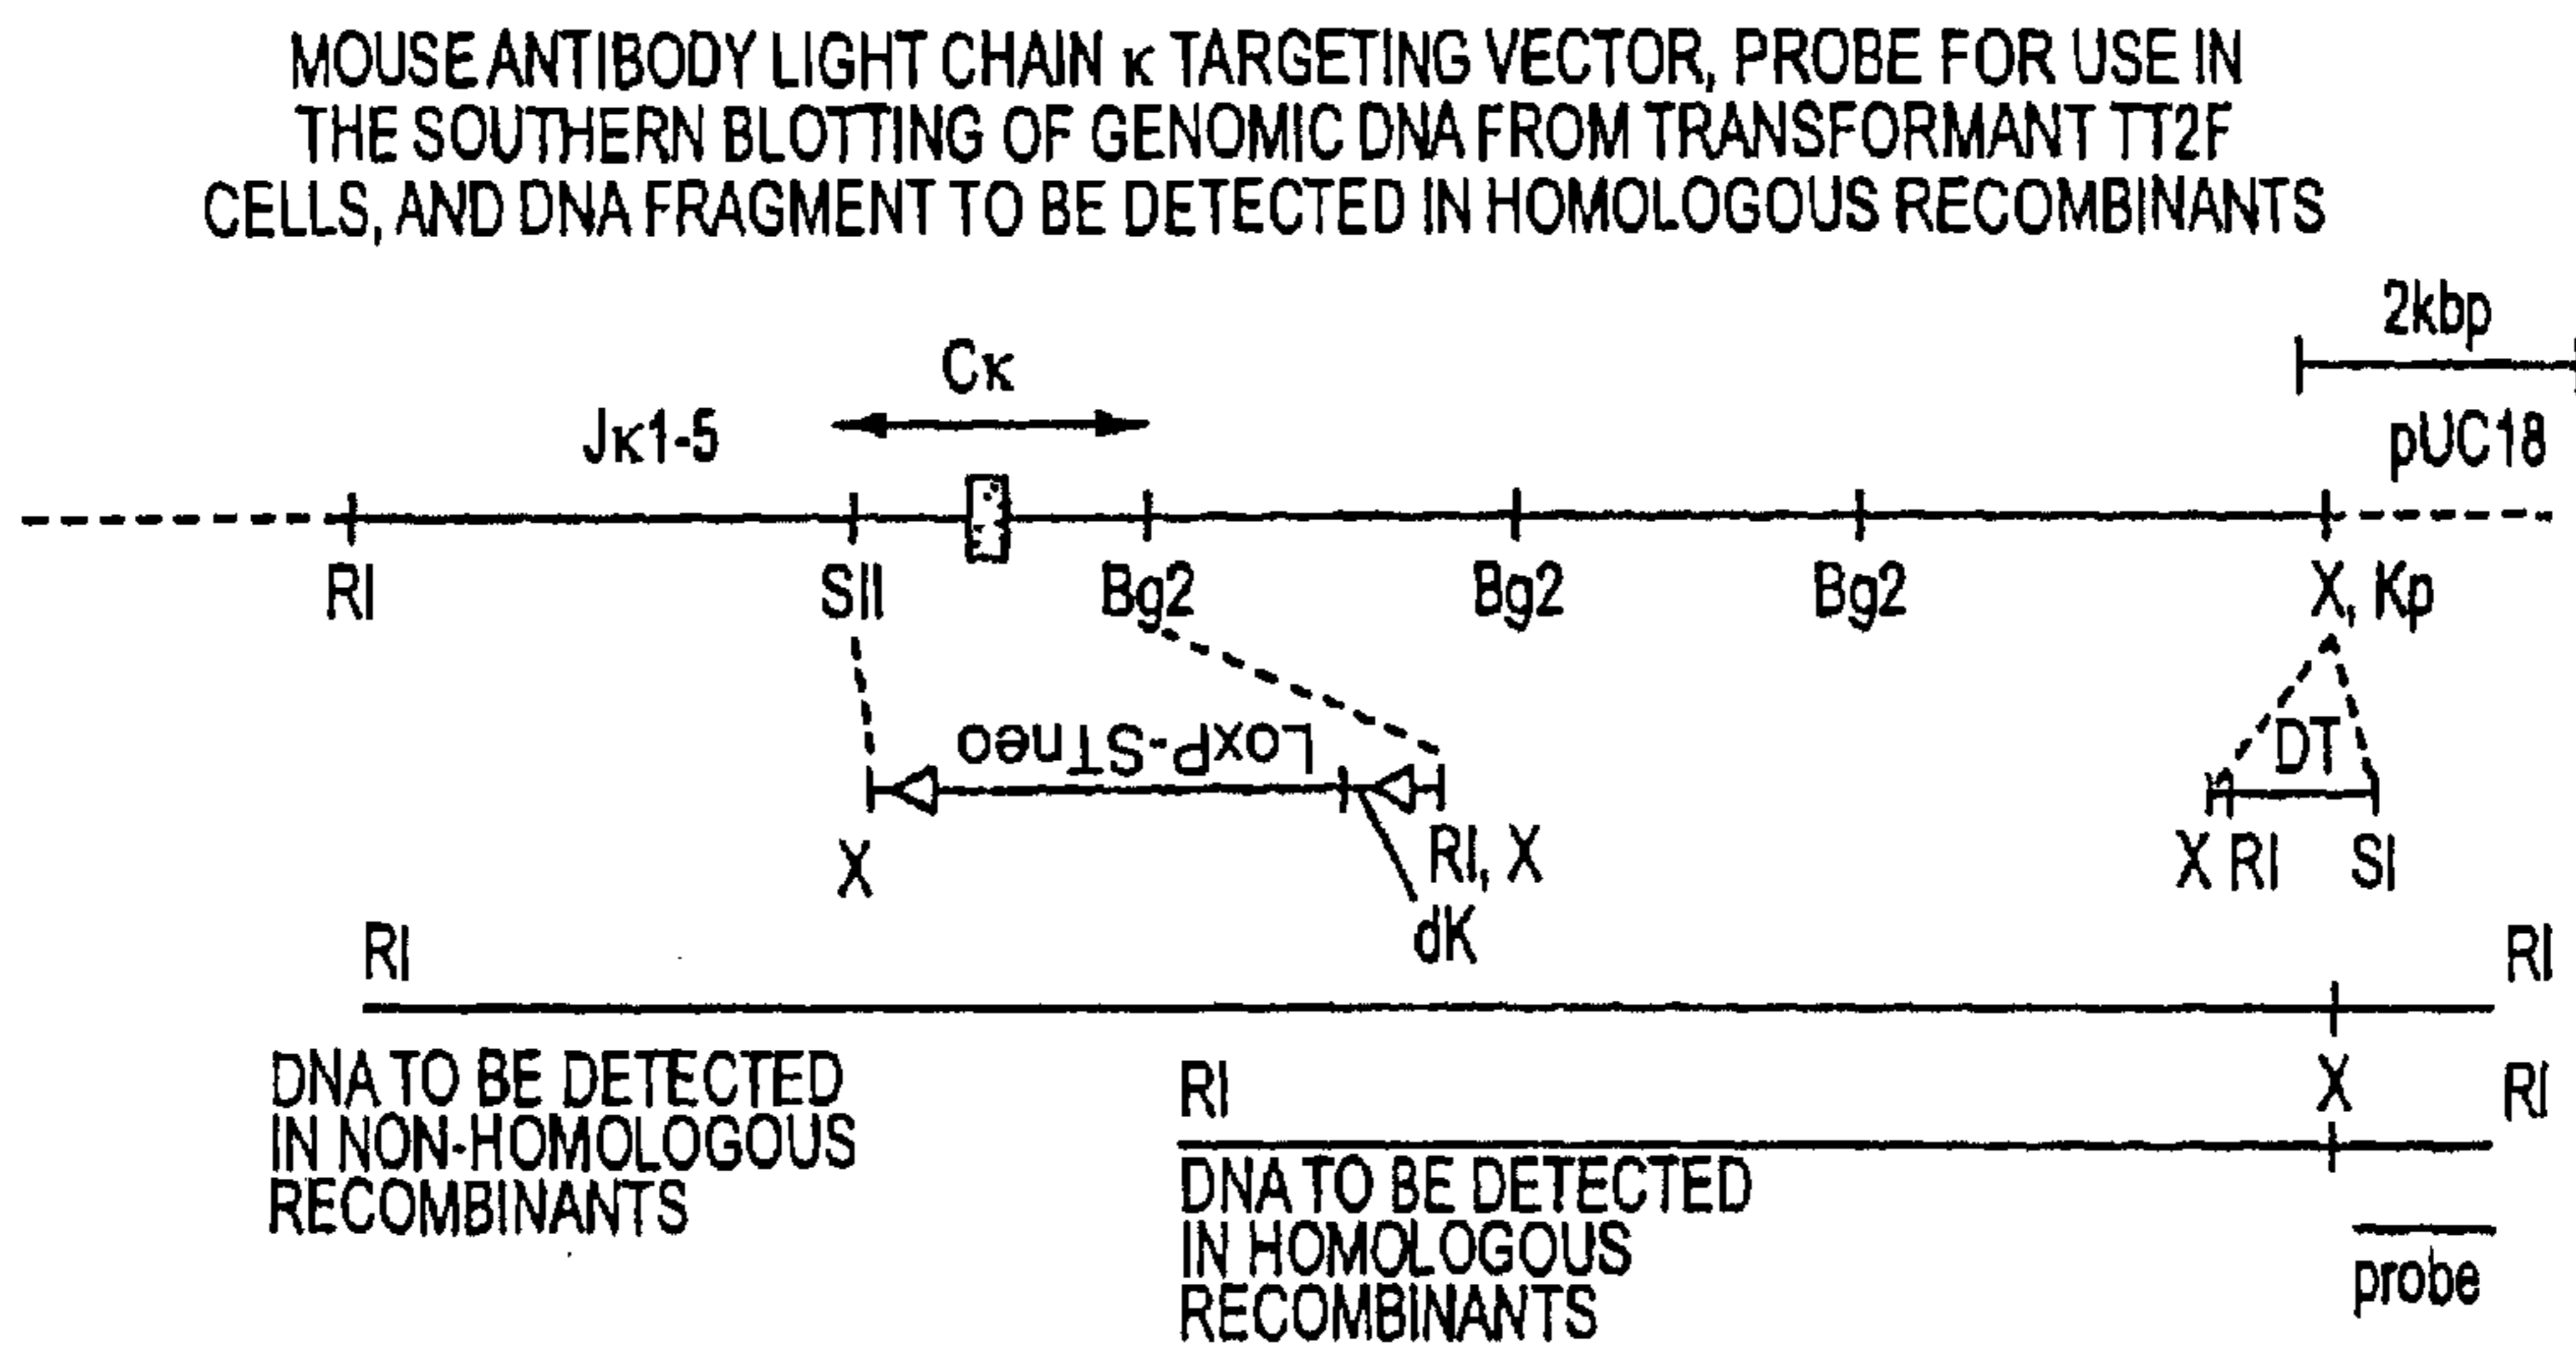 MOUSE ANTIBODY LIGHT CHAIN κ TARGETING VECTOR, PROBE FOR USE IN
THE SOUTHERN BLOTTING OF GENOMIC DNA FROM TRANSFORMANT TT2F
CELLS, AND DNA FRAGMENT TO BE DETECTED IN HOMOLOGOUS RECOMBINANTS
2kbp
Cκ
Jκ1-5
pUC18
RI
SII
Bg2
Bg2
Bg2
X, Kp
LoxP-STneo
DT
X
RI, X
X RI
SI
dK
RI
RI
DNA TO BE DETECTED
IN NON-HOMOLOGOUS
RECOMBINANTS
X
RI
RI
DNA TO BE DETECTED
IN HOMOLOGOUS
RECOMBINANTS
probe